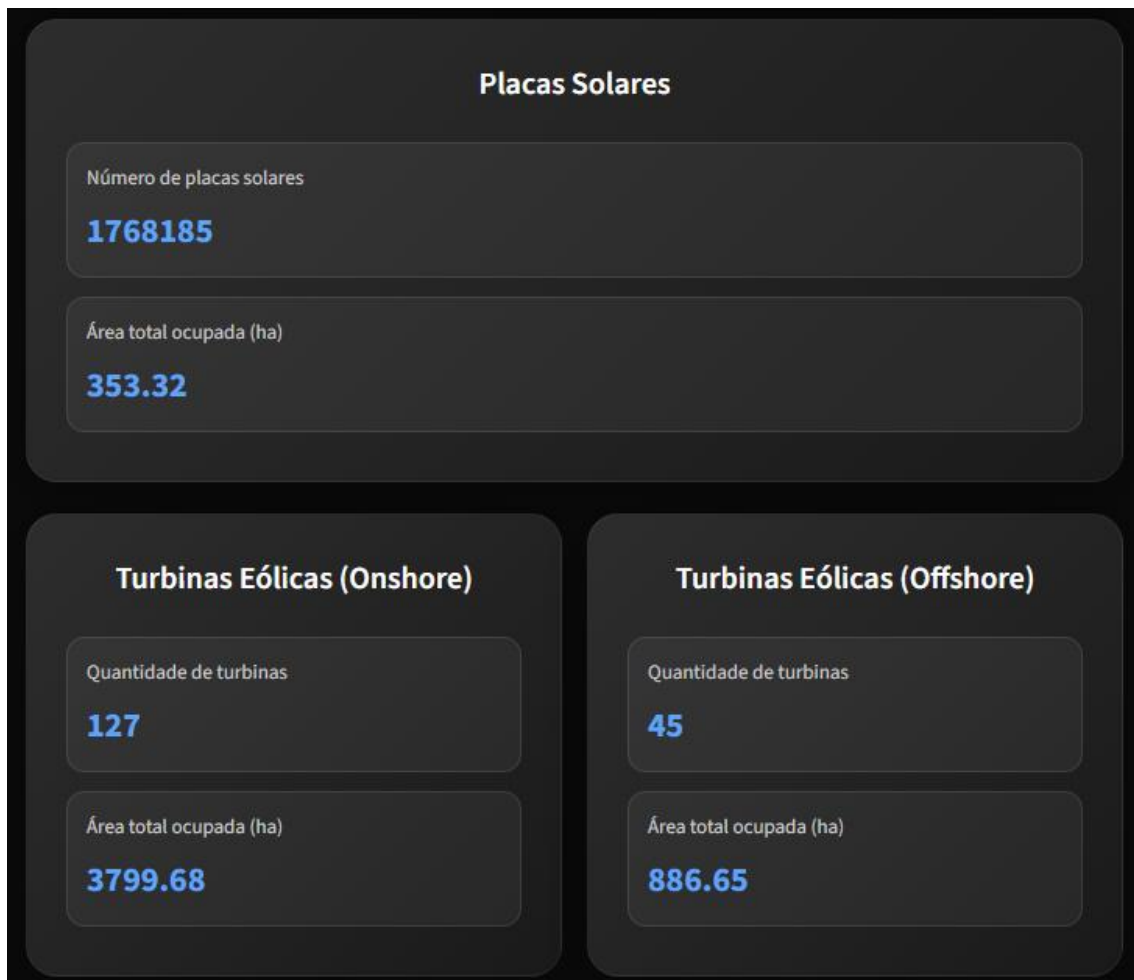 Placas Solares
Número de placas solares
1768185
Área total ocupada (ha)
353.32
Turbinas Eólicas (Onshore)
Quantidade de turbinas
127
Área total ocupada (ha)
3799.68
Turbinas Eólicas (Offshore)
Quantidade de turbinas
45
Área total ocupada (ha)
886.65